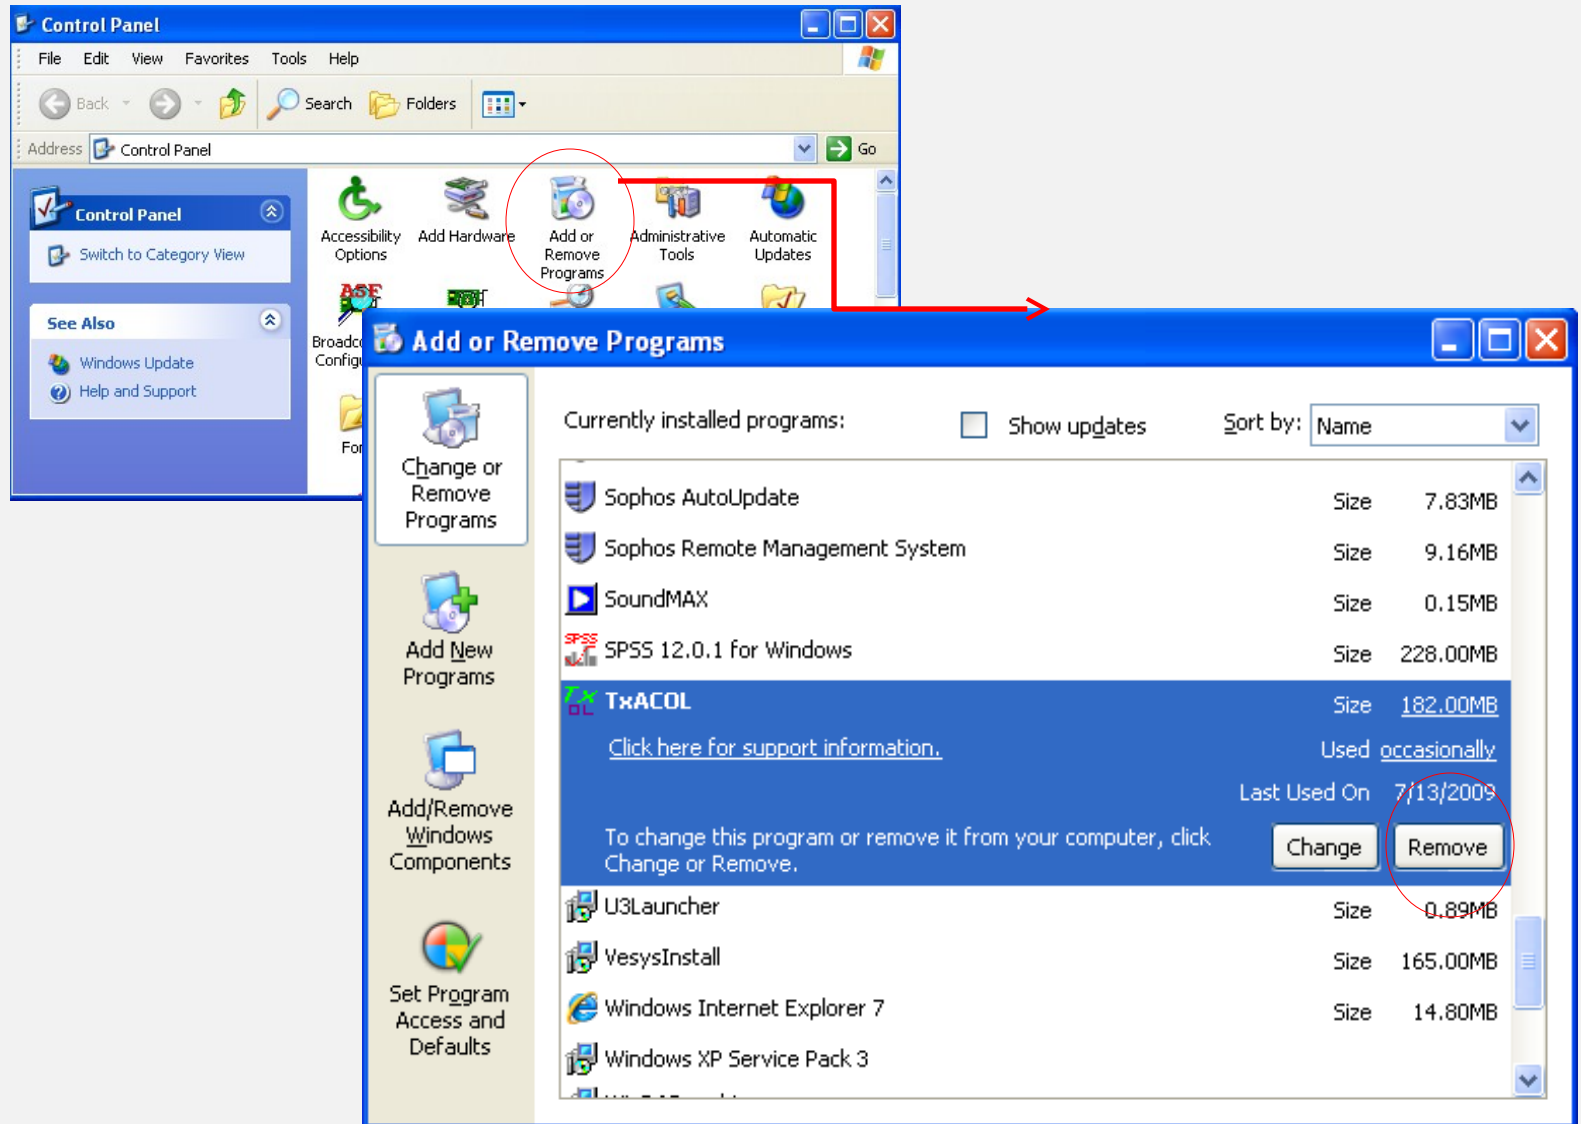 Control Panel
File Edit View Favorites Tools Help
Back Search Folders
Address Control Panel Go
Control Panel
Switch to Category View
See Also
Windows Update
Help and Support
Accessibility
Options
Add Hardware
Add or
Remove
Programs
Administrative
Tools
Automatic
Updates
ASF
Add or Remove Programs
Change or
Remove
Programs
Add New
Programs
Add/Remove
Windows
Components
Set Program
Access and
Defaults
Currently installed programs: Show updates Sort by: Name
Sophos AutoUpdate Size 7.83MB
Sophos Remote Management System Size 9.16MB
SoundMAX Size 0.15MB
SPSS
SPSS 12.0.1 for Windows Size 228.00MB
TxACOL Size 182.00MB
Click here for support information. Used occasionally
Last Used On 7/13/2009
To change this program or remove it from your computer, click
Change or Remove.
Change Remove
U3Launcher Size 0.89MB
VesysInstall Size 165.00MB
Windows Internet Explorer 7 Size 14.80MB
Windows XP Service Pack 3